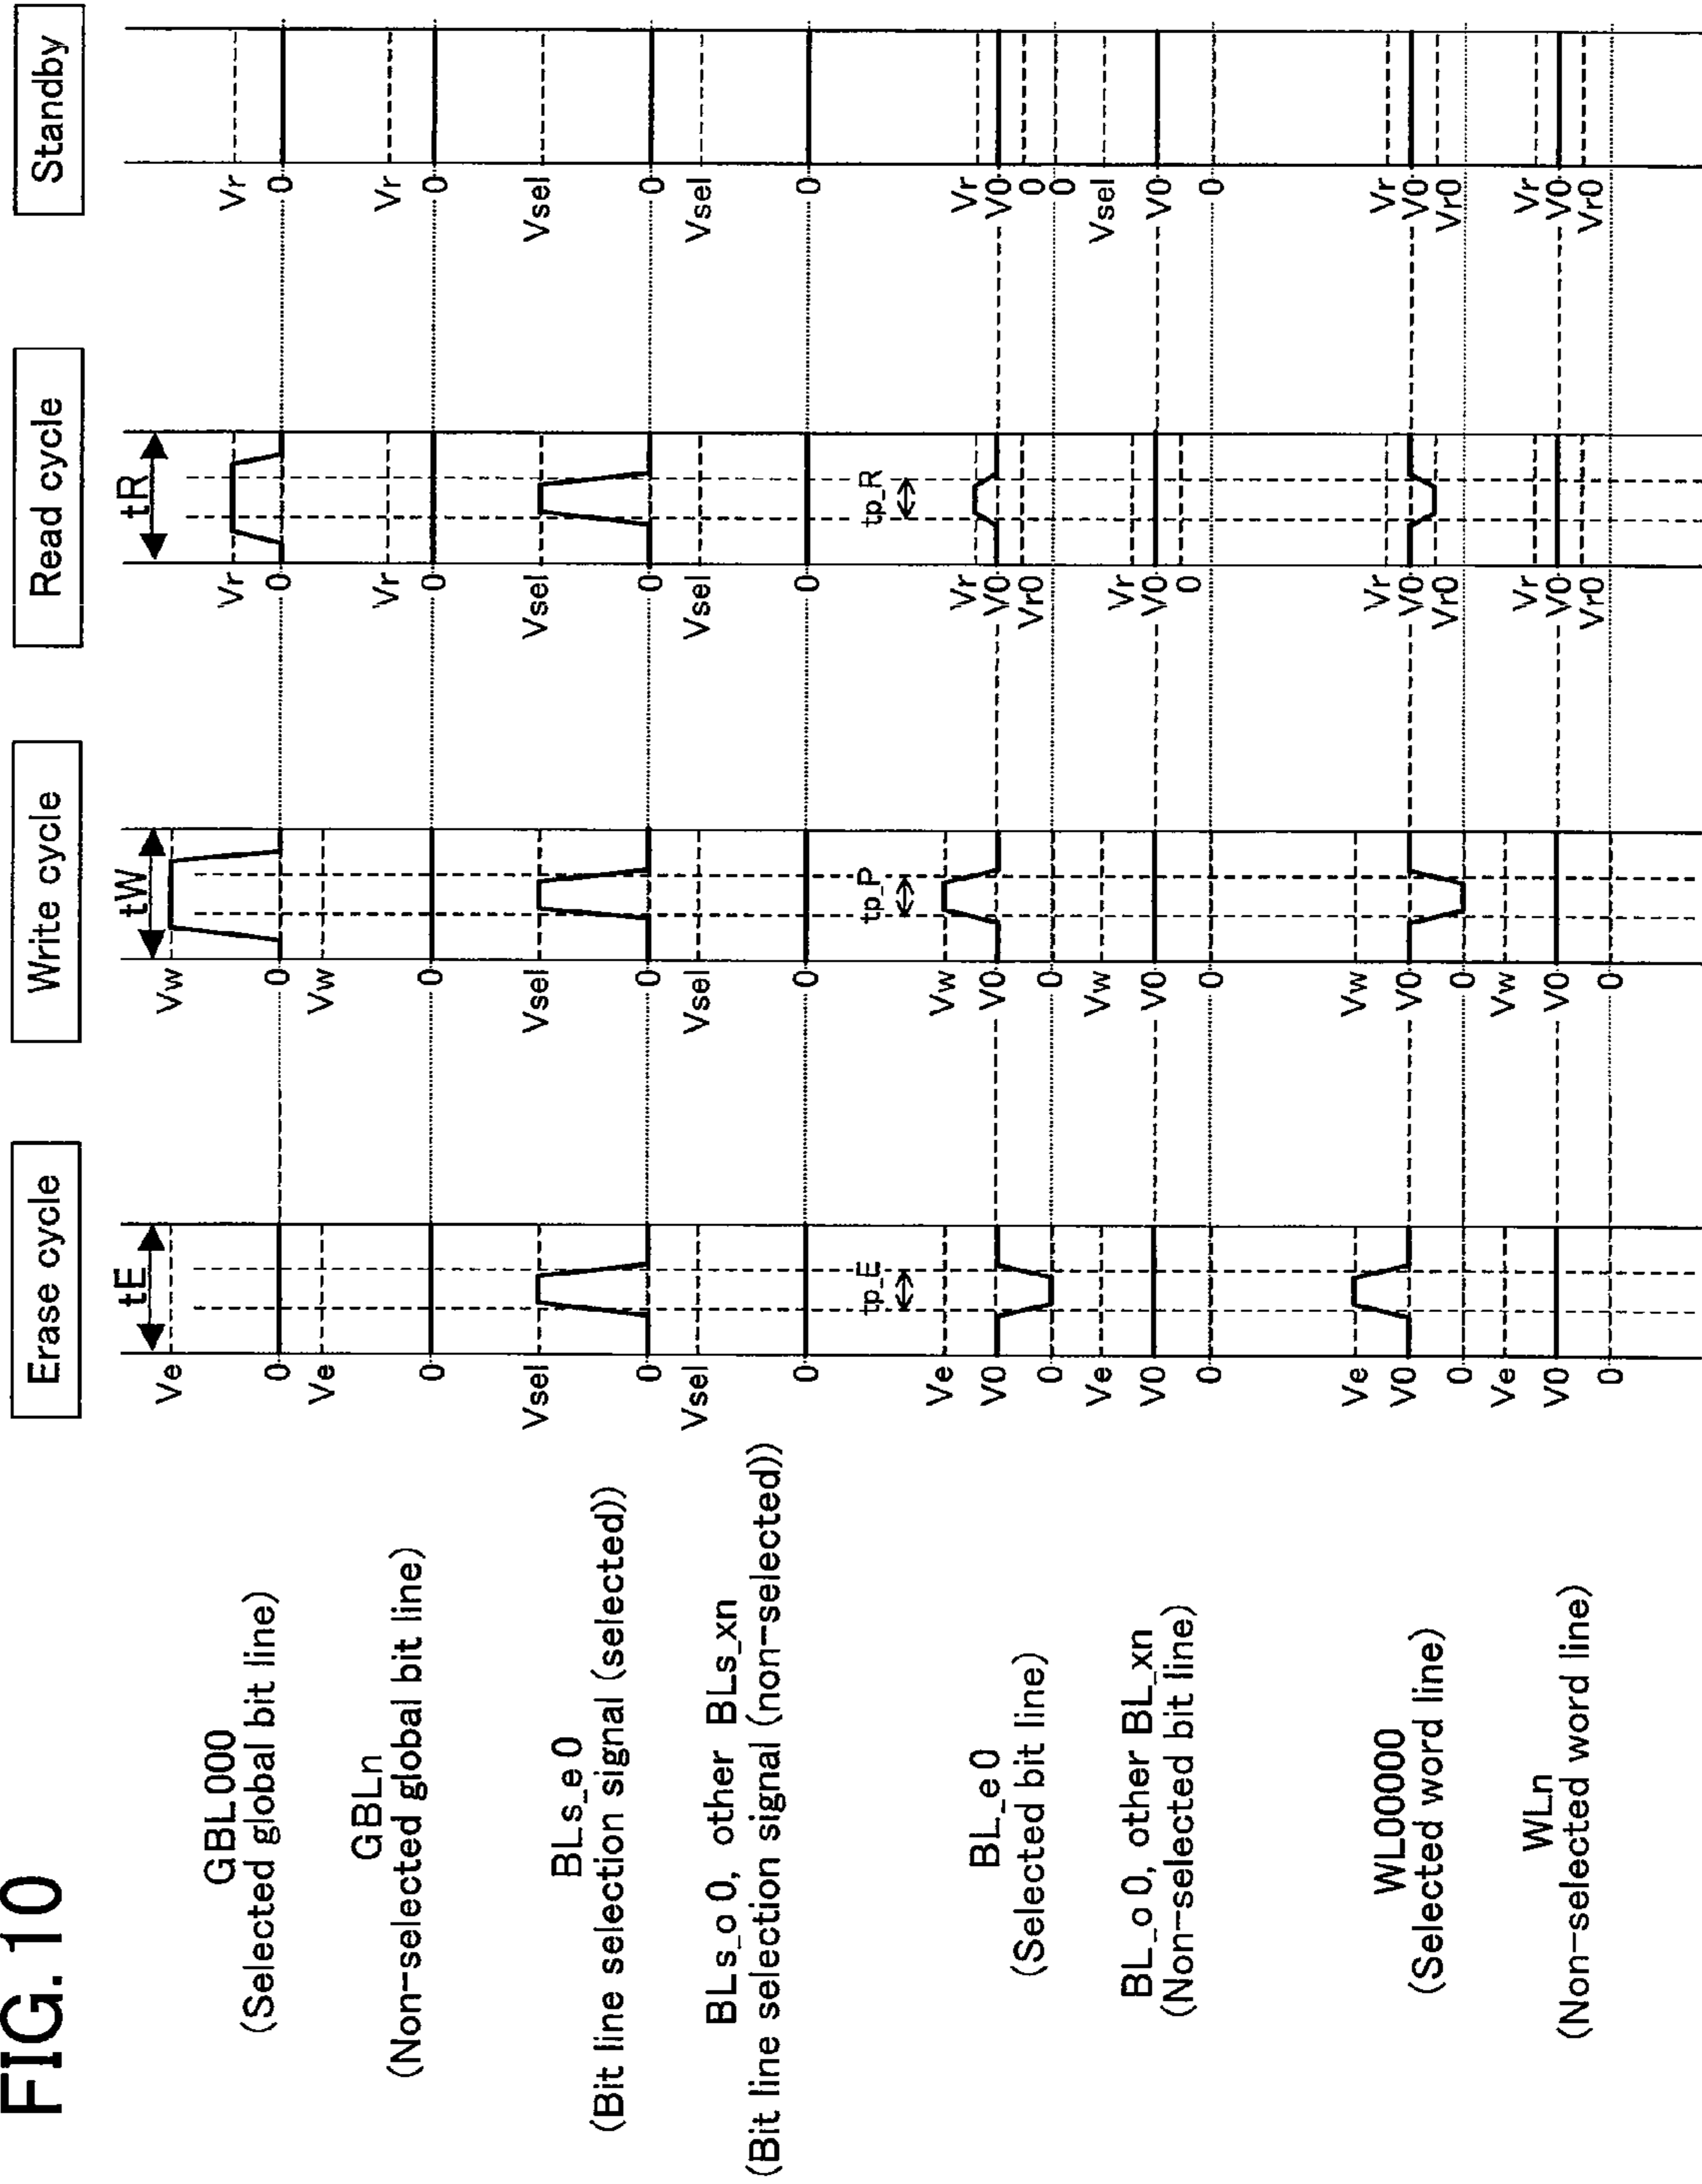 FIG. 10
Erase cycle
Write cycle
Read cycle
Standby
tE
tW
tR
GBL000
(Selected global bit line)
Ve
0
Vw
0
Vr
0
Vr
0
GBLn
(Non-selected global bit line)
Ve
0
Vw
0
Vr
0
Vr
0
BLs_e0
(Bit line selection signal (selected))
Vsel
0
Vsel
0
Vsel
0
Vsel
0
BLs_o0, other BLs_xn
(Bit line selection signal (non-selected))
Vsel
0
Vsel
0
Vsel
0
Vsel
0
tp_E
tp_P
tp_R
BL_e0
(Selected bit line)
Ve
V0
0
Vw
V0
0
Vr
V0
Vr0
Vr
V0
0
0
BL_o0, other BL_xn
(Non-selected bit line)
Ve
V0
0
Vw
V0
0
Vr
V0
0
Vsel
V0
0
WL00000
(Selected word line)
Ve
V0
0
Vw
V0
0
Vr
V0
Vr0
Vr
V0
Vr0
WLn
(Non-selected word line)
Ve
V0
0
Vw
V0
0
Vr
V0
Vr0
Vr
V0
Vr0